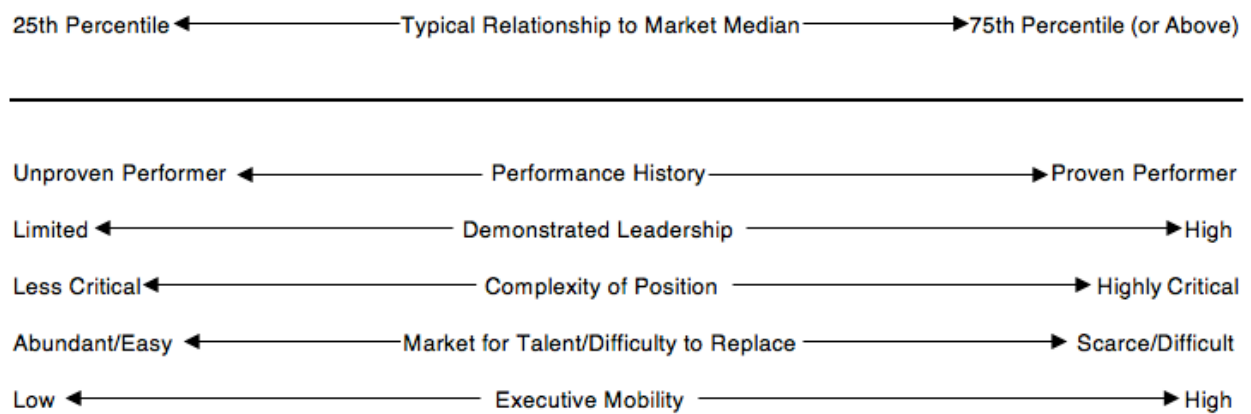 25th Percentile Typical Relationship to Market Median 75th Percentile (or Above)
Unproven Performer Performance History Proven Performer
Limited Demonstrated Leadership High
Less Critical Complexity of Position Highly Critical
Abundant/Easy Market for Talent/Difficulty to Replace Scarce/Difficult
Low Executive Mobility High